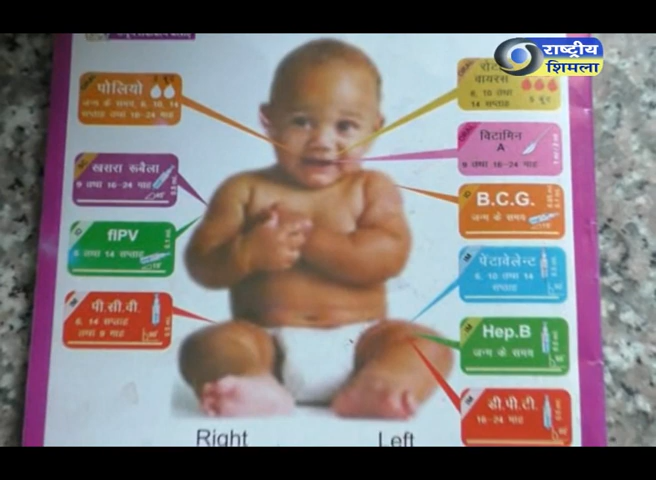 राष्ट्रीय
शिमला
पोलियो
जन्म के समय, 6, 10, 14
सप्ताह तथा 16-24 माह
वायरस
6, 10 तथा
14 सप्ताह
5 बूंद
विटामिन
A
9 तथा 16-24 माह
खसरा रूबैला
9 तथा 16-24 माह
B.C.G.
जन्म के समय
fIPV
6 तथा 14 सप्ताह
पेंटावेलेन्ट
6, 10 तथा 14
सप्ताह
पी.सी.वी.
6, 14 सप्ताह
तथा 9 माह
Hep.B
जन्म के समय
डी.पी.टी.
16-24 माह
Right
Left